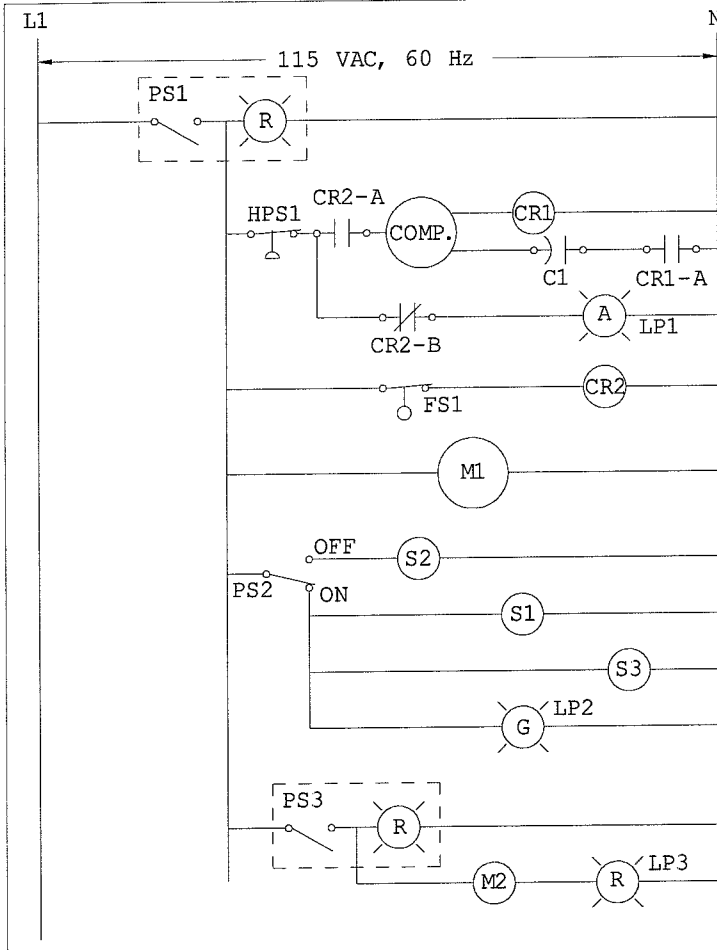 L1
N
115 VAC, 60 Hz
PS1
R
CR2-A
HPS1
COMP.
CR1
C1
CR1-A
A
LP1
CR2-B
FS1
CR2
M1
OFF
S2
PS2
ON
S1
S3
LP2
G
PS3
R
M2
R
LP3